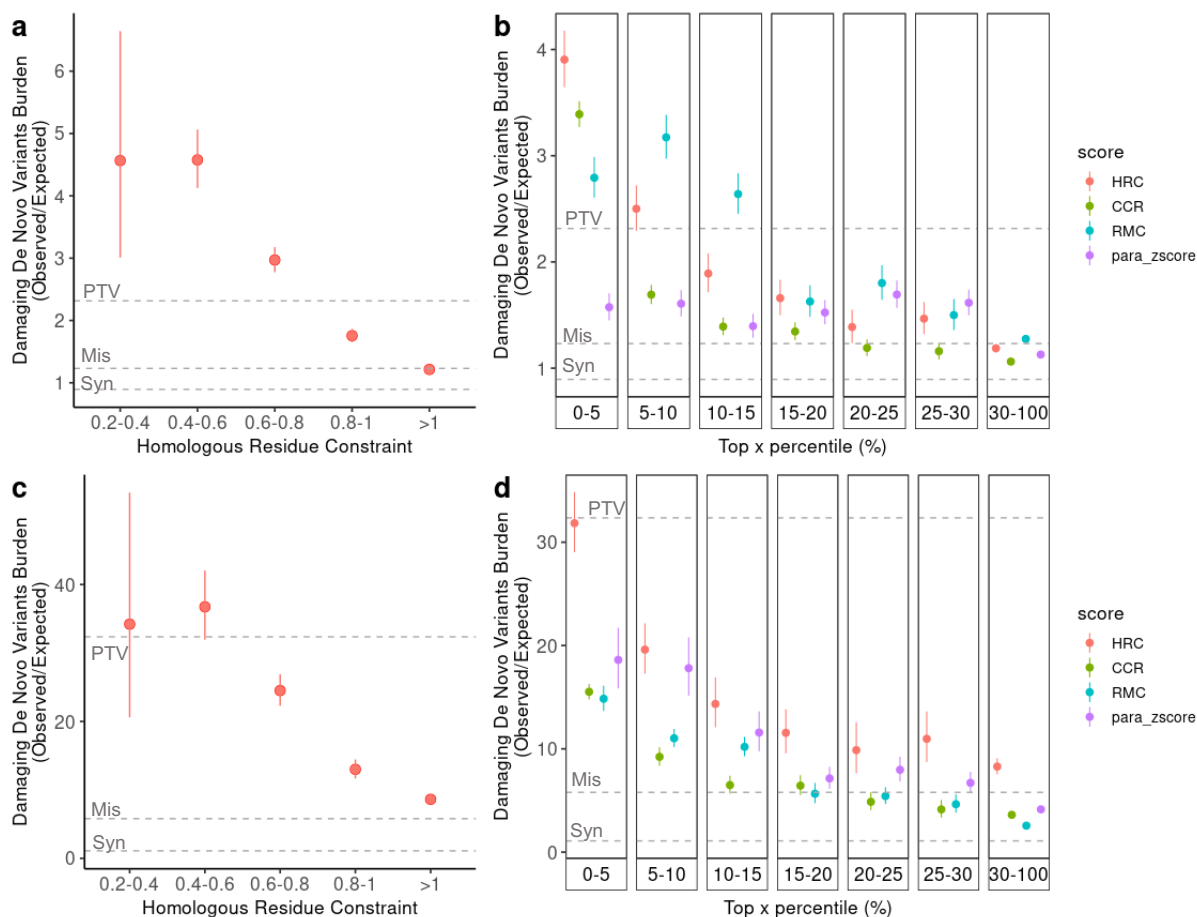 a
Damaging De Novo Variants Burden
(Observed/Expected)
6
5
4
3
2
1
PTV
Mis
Syn
0.2-0.4 0.4-0.6 0.6-0.8 0.8-1 >1
Homologous Residue Constraint
b
Damaging De Novo Variants Burden
(Observed/Expected)
4
3
2
1
PTV
Mis
Syn
0-5 5-10 10-15 15-20 20-25 25-30 30-100
Top x percentile (%)
score
HRC
CCR
RMC
para_zscore
c
Damaging De Novo Variants Burden
(Observed/Expected)
40
20
0
PTV
Mis
Syn
0.2-0.4 0.4-0.6 0.6-0.8 0.8-1 >1
Homologous Residue Constraint
d
Damaging De Novo Variants Burden
(Observed/Expected)
30
20
10
0
PTV
Mis
Syn
0-5 5-10 10-15 15-20 20-25 25-30 30-100
Top x percentile (%)
score
HRC
CCR
RMC
para_zscore